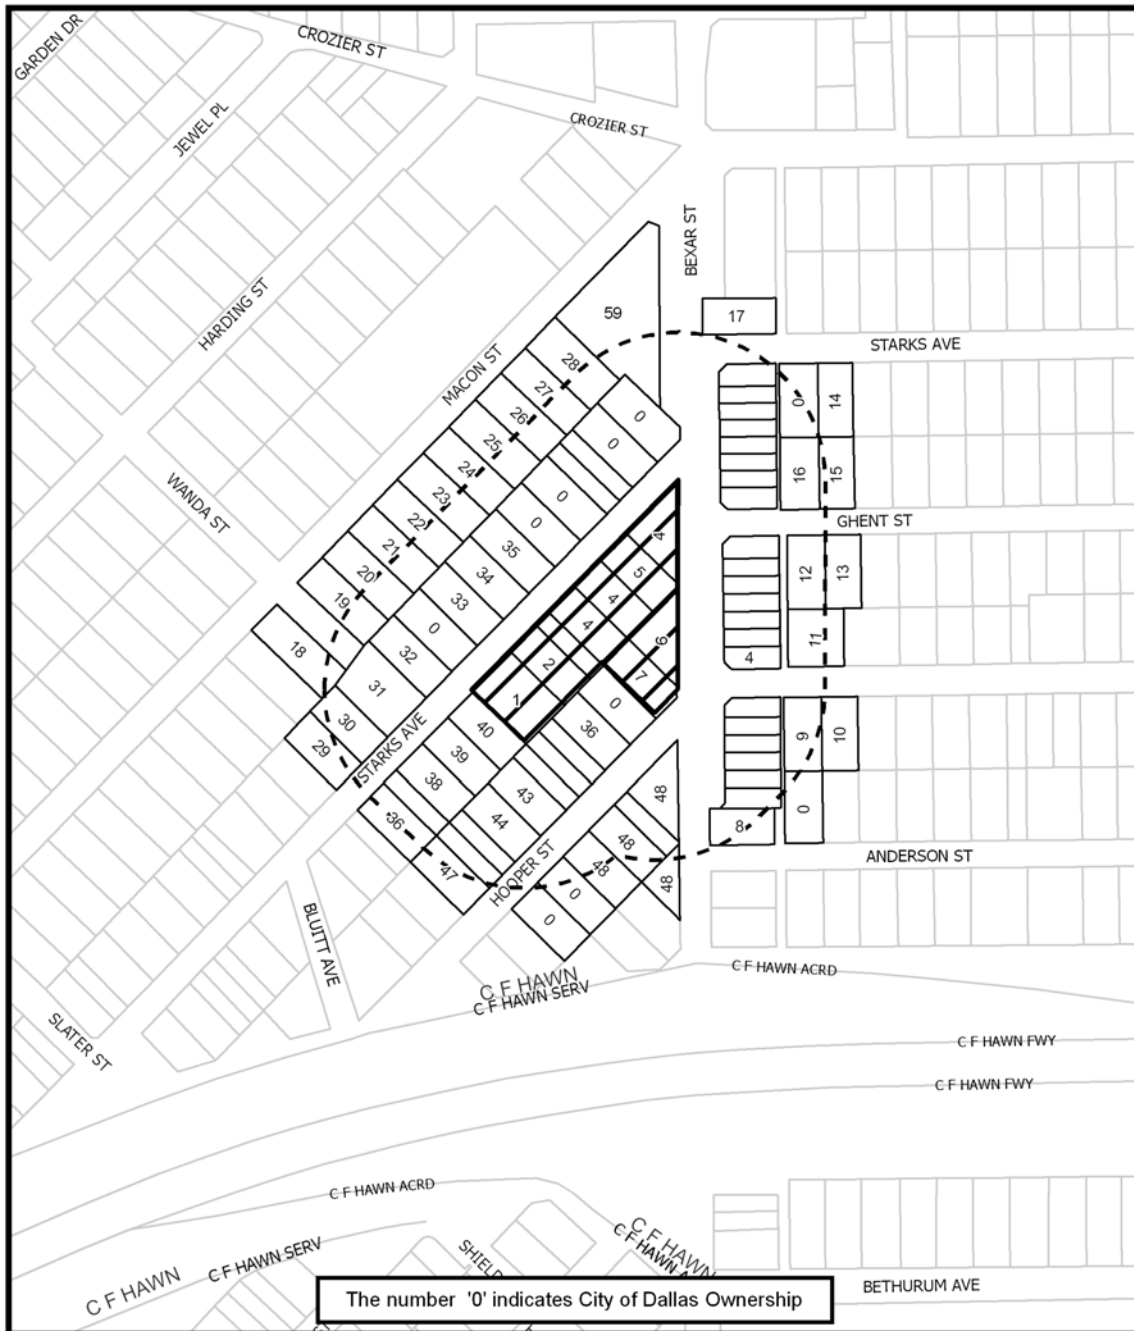 GARDEN DR
CROZIER ST
JEWEL PL
CROZIER ST
BEXAR ST
HARDING ST
59
17
STARKS AVE
MACON ST
28
27
26
25
24
23
22
21
20
19
18
0
0
0
0
35
34
33
0
32
31
30
29
0
14
16
15
GHENT ST
WANDA ST
4
5
4
4
2
1
6
7
12
13
11
4
9
10
0
8
STARKS AVE
40
39
38
36
0
36
43
44
47
48
48
48
48
0
0
HOOPER ST
ANDERSON ST
BLUITT AVE
C F HAWN
C F HAWN SERV
C F HAWN ACRD
SLATER ST
C F HAWN FWY
C F HAWN FWY
C F HAWN ACRD
C F HAWN SERV
C F HAWN
C F HAWN
C F HAWN A
SHIELD
BETHURUM AVE
The number '0' indicates City of Dallas Ownership